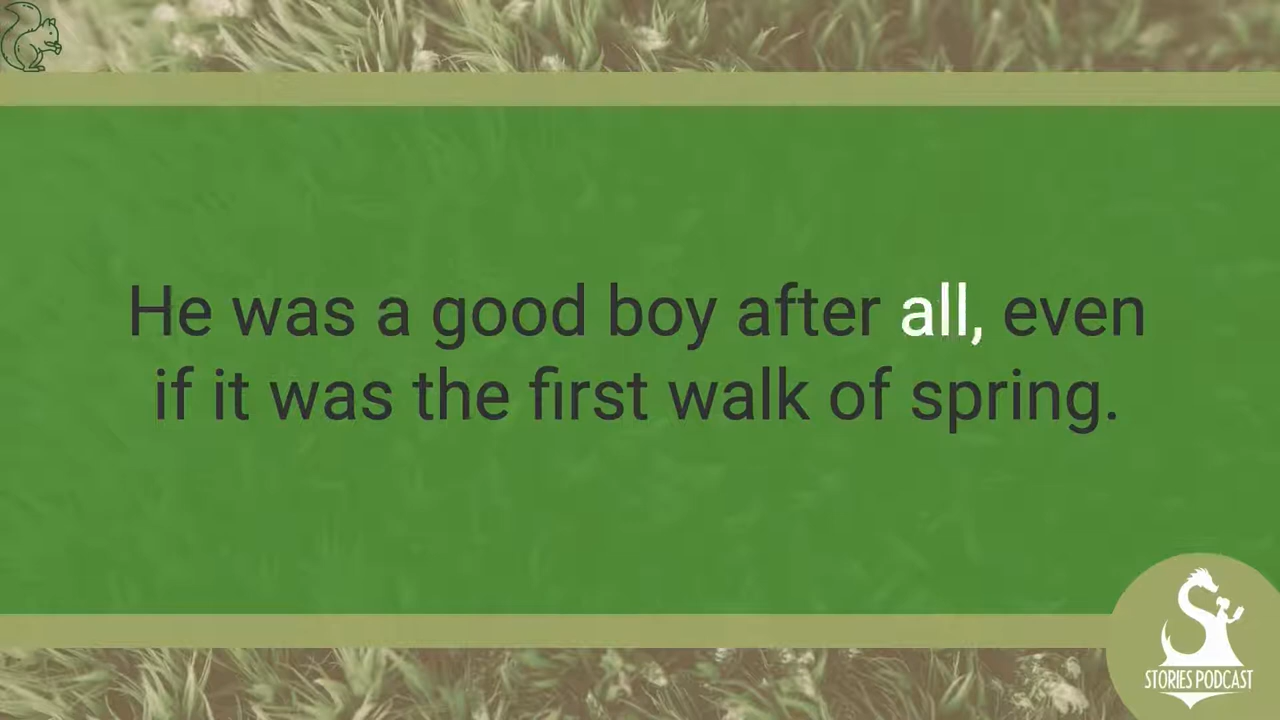 He was a good boy after all, even
if it was the first walk of spring.
STORIES PODCAST